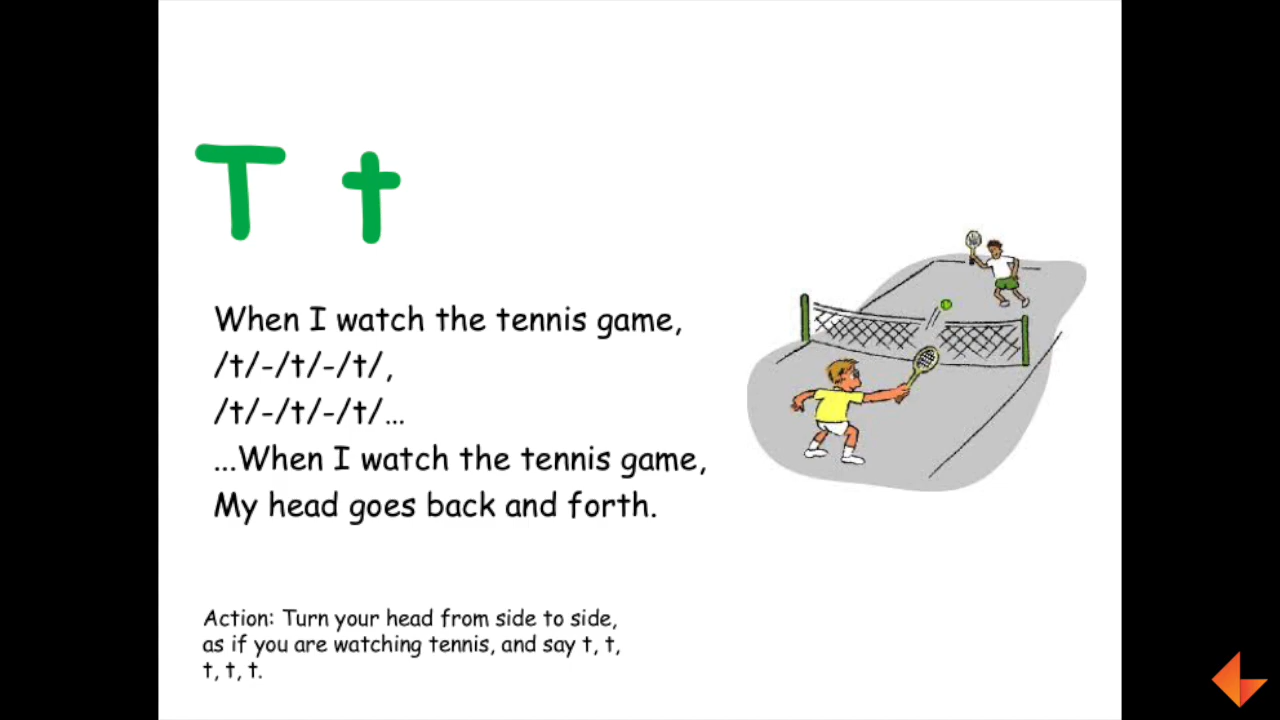 T t
When I watch the tennis game,
/t/-/t/-/t/,
/t/-/t/-/t/...
...When I watch the tennis game,
My head goes back and forth.
Action: Turn your head from side to side,
as if you are watching tennis, and say t, t,
t, t, t.